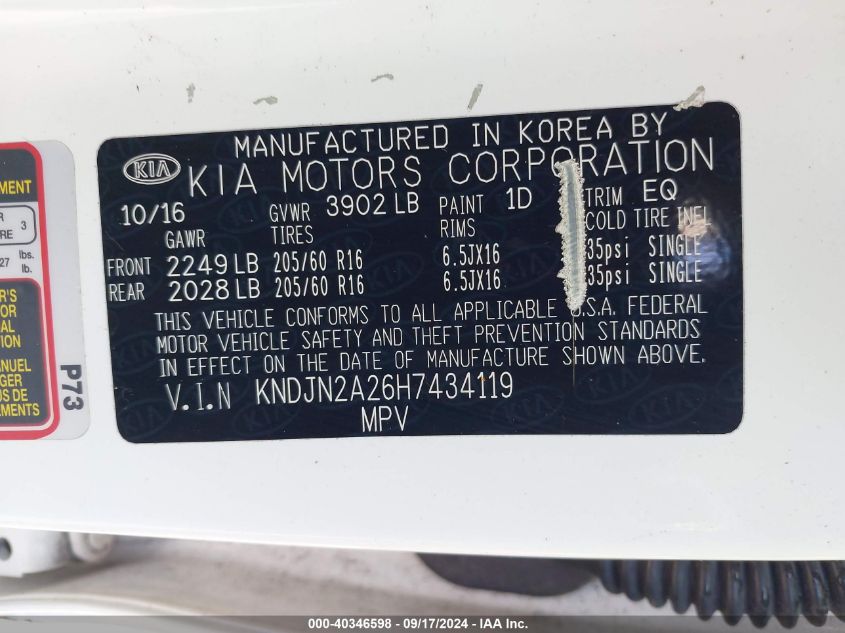 MANUFACTURED IN KOREA BY
KIA KIA MOTORS CORPORATION
10/16 GVWR 3902 LB PAINT 1D TRIM EQ
GAWR TIRES RIMS COLD TIRE INFL
FRONT 2249 LB 205/60 R16 6.5JX16 35psi SINGLE
REAR 2028 LB 205/60 R16 6.5JX16 35psi SINGLE
THIS VEHICLE CONFORMS TO ALL APPLICABLE U.S.A. FEDERAL
MOTOR VEHICLE SAFETY AND THEFT PREVENTION STANDARDS
IN EFFECT ON THE DATE OF MANUFACTURE SHOWN ABOVE.
V.I.N KNDJN2A26H7434119
MPV
3
27 lbs.
lb.
P73
000-40346598 - 09/17/2024 - IAA Inc.